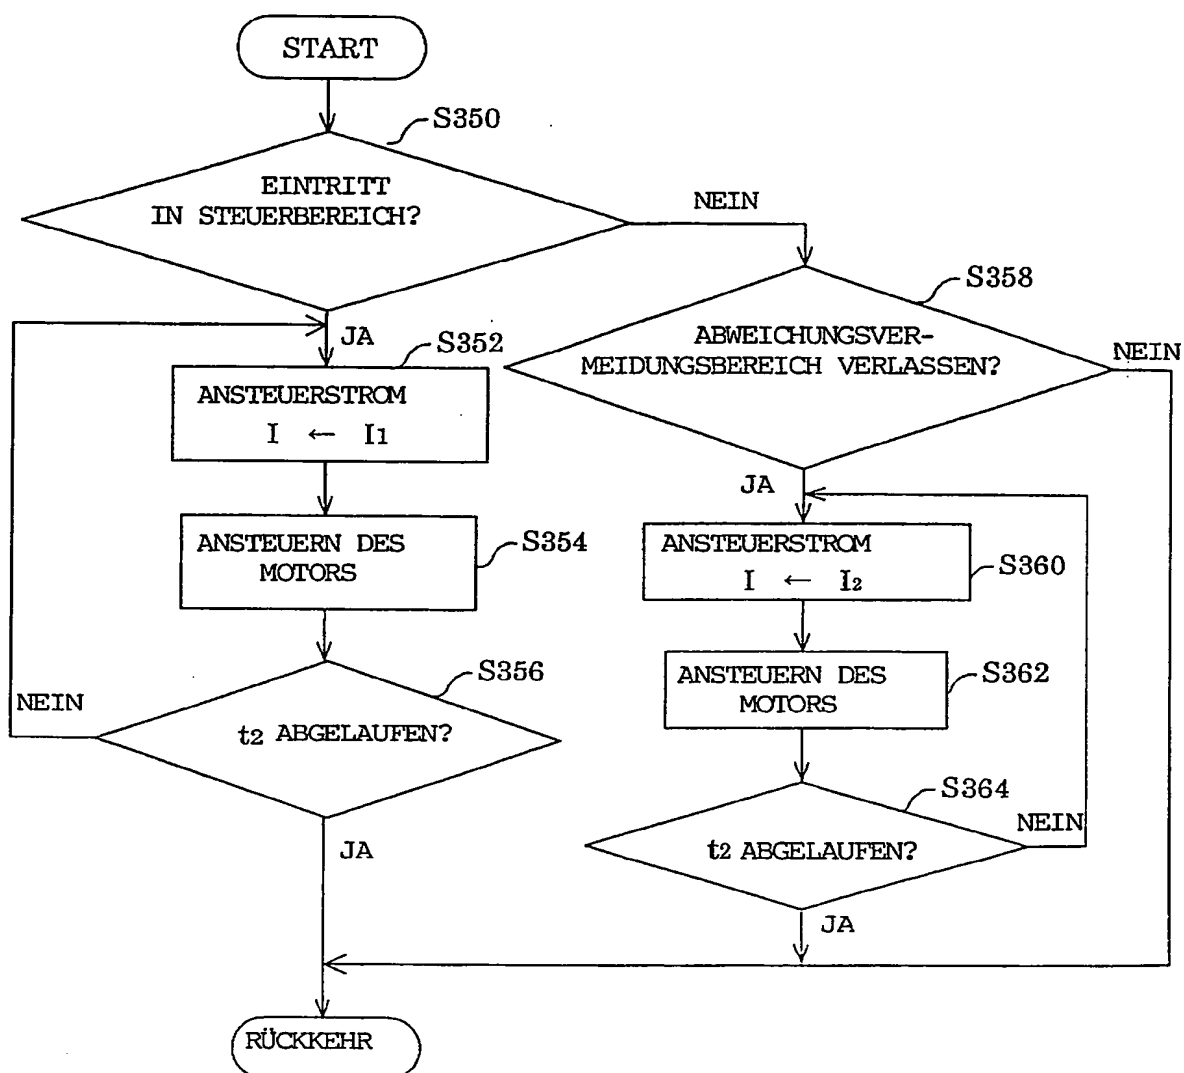 START
S350
EINTRITT
IN STEUERBEREICH?
NEIN
JA
S352
ANSTEUERSTROM
I ← I1
ANSTEUERN DES
MOTORS
S354
S356
t2 ABGELAUFEN?
NEIN
JA
S358
ABWEICHUNGSVER-
MEIDUNGSBEREICH VERLASSEN?
NEIN
JA
ANSTEUERSTROM
I ← I2
S360
ANSTEUERN DES
MOTORS
S362
S364
t2 ABGELAUFEN?
NEIN
JA
RÜCKKEHR